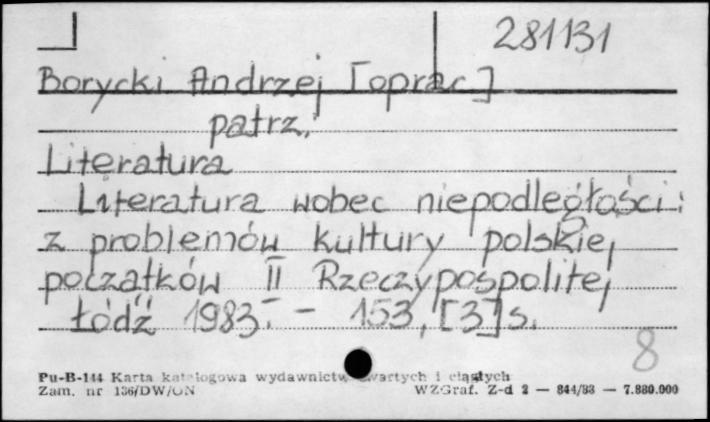 281131
Borycki Andrzej [oprac.]
patrz:
Literatura
Literatura wobec niepodległości:
z problemów kultury polskiej
początków II Rzeczypospolitej
Łódź 1983. - 153, [3] s.
8
Pu-B-144 Karta katalogowa wydawnictw zwartych i ciągłych
Zam. nr 136/DW/ON WZGraf. Z-d 2 — 844/83 — 7.880.000